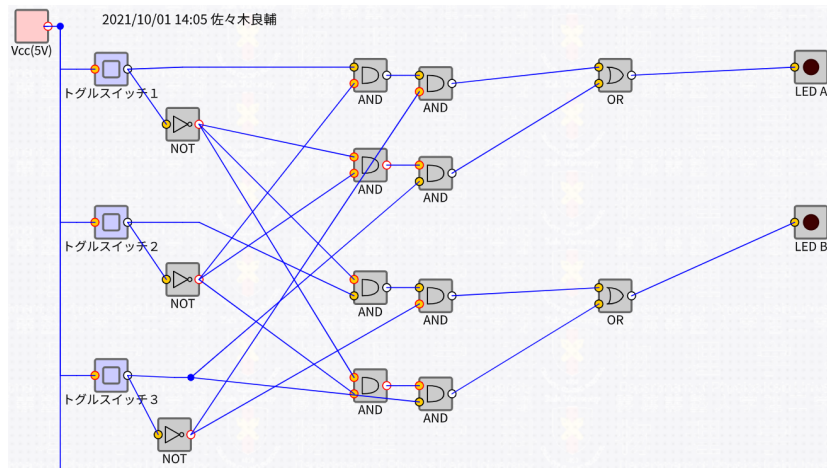 2021/10/01 14:05 佐々木良輔
Vcc(5V)
トグルスイッチ1
NOT
AND
AND
OR
LED A
AND
AND
トグルスイッチ2
NOT
AND
AND
OR
LED B
トグルスイッチ3
NOT
AND
AND